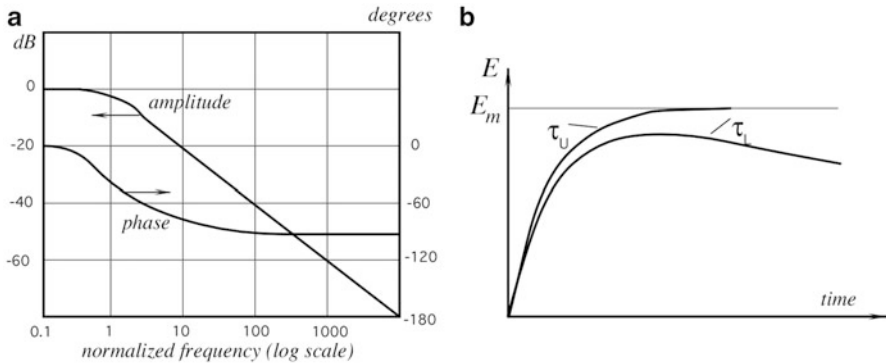 a
degrees
dB
0
-20
-40
-60
0
-60
-120
-180
amplitude
phase
0.1
1
10
100
1000
normalized frequency (log scale)
b
E
E_m
τ_U
τ_L
time